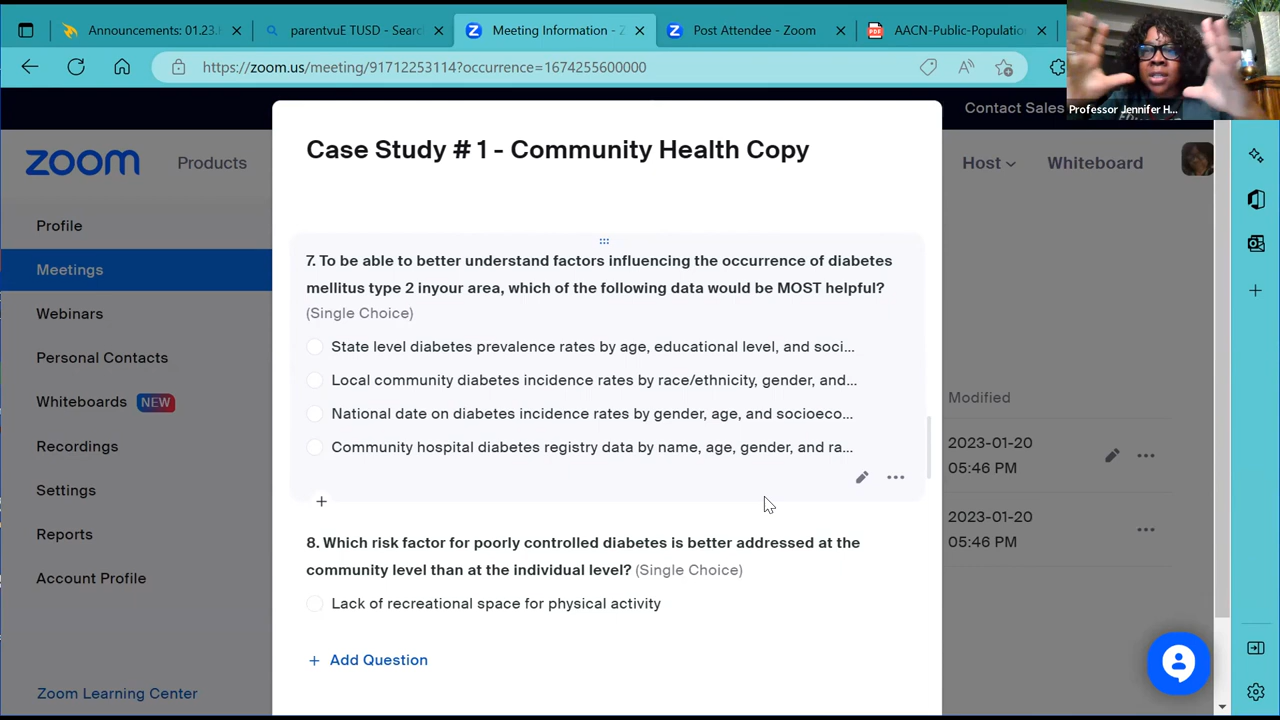 Announcements: 01.23.
parentvuE TUSD - Searc
Meeting Information - Z
Post Attendee - Zoom
AACN-Public-Population
https://zoom.us/meeting/91712253114?occurrence=1674255600000
Professor Jennifer H...
Contact Sales
zoom
Products
Host
Whiteboard
Profile
Meetings
Webinars
Personal Contacts
Whiteboards NEW
Recordings
Settings
Reports
Account Profile
Zoom Learning Center
Case Study # 1 - Community Health Copy
7. To be able to better understand factors influencing the occurrence of diabetes
mellitus type 2 inyour area, which of the following data would be MOST helpful?
(Single Choice)
State level diabetes prevalence rates by age, educational level, and soci...
Local community diabetes incidence rates by race/ethnicity, gender, and...
National date on diabetes incidence rates by gender, age, and socioeco...
Community hospital diabetes registry data by name, age, gender, and ra...
8. Which risk factor for poorly controlled diabetes is better addressed at the
community level than at the individual level? (Single Choice)
Lack of recreational space for physical activity
+ Add Question
Modified
2023-01-20
05:46 PM
2023-01-20
05:46 PM